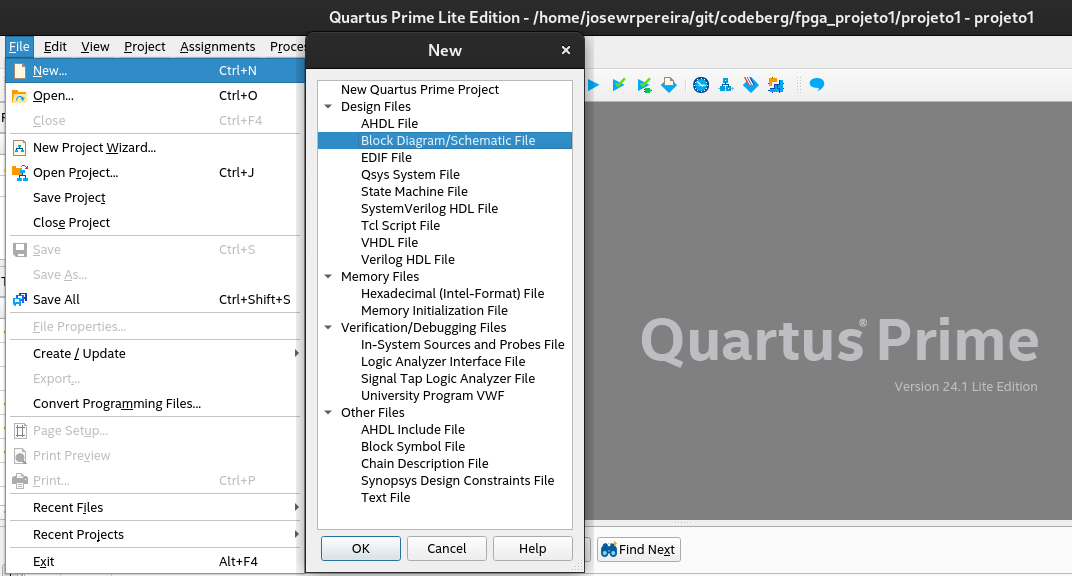 Quartus Prime Lite Edition - /home/josewrpereira/git/codeberg/fpga_projeto1/projeto1 - projeto1
File Edit View Project Assignments
New... Ctrl+N
Open... Ctrl+O
Close Ctrl+F4
New Project Wizard...
Open Project... Ctrl+J
Save Project
Close Project
Save Ctrl+S
Save As...
Save All Ctrl+Shift+S
File Properties...
Create / Update
Export...
Convert Programming Files...
Page Setup...
Print Preview
Print... Ctrl+P
Recent Files
Recent Projects
Exit Alt+F4
New
New Quartus Prime Project
Design Files
AHDL File
Block Diagram/Schematic File
EDIF File
Qsys System File
State Machine File
SystemVerilog HDL File
Tcl Script File
VHDL File
Verilog HDL File
Memory Files
Hexadecimal (Intel-Format) File
Memory Initialization File
Verification/Debugging Files
In-System Sources and Probes File
Logic Analyzer Interface File
Signal Tap Logic Analyzer File
University Program VWF
Other Files
AHDL Include File
Block Symbol File
Chain Description File
Synopsys Design Constraints File
Text File
OK Cancel Help
Quartus® Prime
Version 24.1 Lite Edition
Find Next